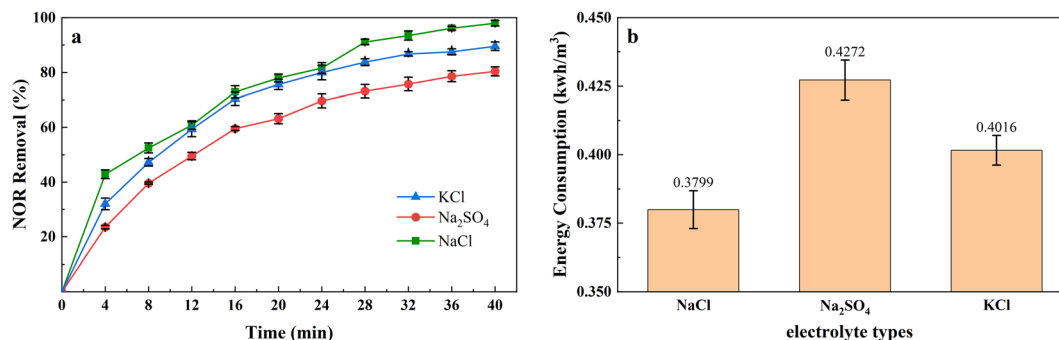 a
NOR Removal (%)
100
80
60
40
20
0
4
8
12
16
20
24
28
32
36
40
Time (min)
KCl
Na₂SO₄
NaCl
b
Energy Consumption (kwh/m³)
0.450
0.425
0.400
0.375
0.350
0.3799
0.4272
0.4016
NaCl
Na₂SO₄
KCl
electrolyte types